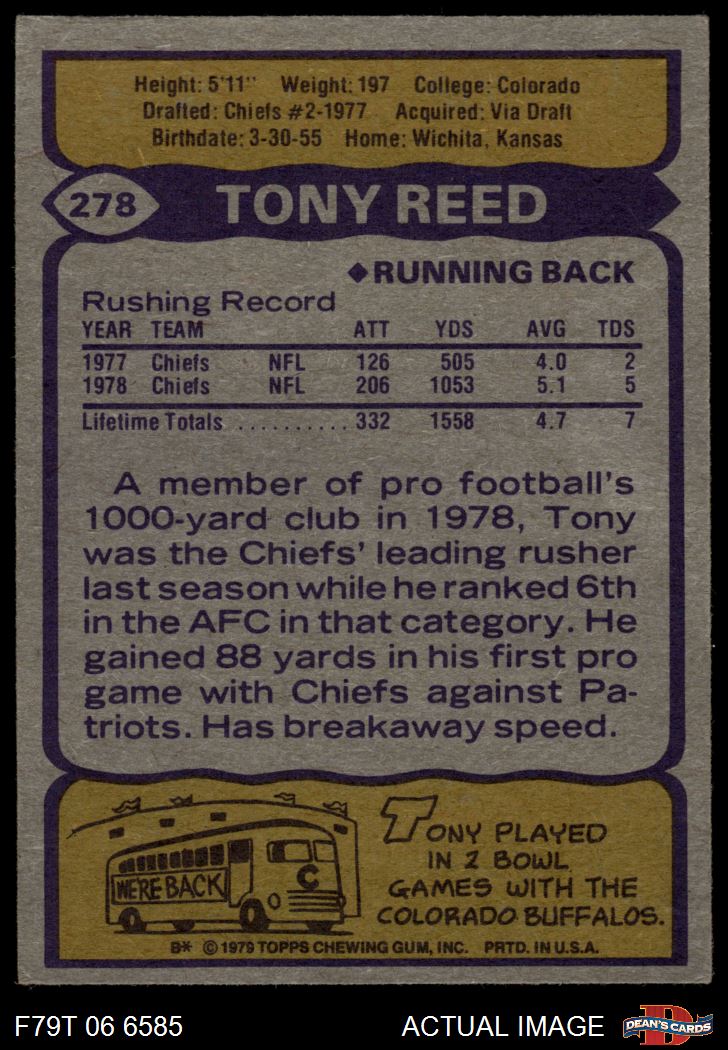 Height: 5'11" Weight: 197 College: Colorado
Drafted: Chiefs #2-1977 Acquired: Via Draft
Birthdate: 3-30-55 Home: Wichita, Kansas
278 TONY REED
◆RUNNING BACK
Rushing Record
YEAR TEAM ATT YDS AVG TDS
1977 Chiefs NFL 126 505 4.0 2
1978 Chiefs NFL 206 1053 5.1 5
Lifetime Totals .......... 332 1558 4.7 7
A member of pro football's
1000-yard club in 1978, Tony
was the Chiefs' leading rusher
last season while he ranked 6th
in the AFC in that category. He
gained 88 yards in his first pro
game with Chiefs against Pa-
triots. Has breakaway speed.
WE'RE BACK
C
TONY PLAYED
IN 2 BOWL
GAMES WITH THE
COLORADO BUFFALOS.
B* © 1979 TOPPS CHEWING GUM, INC. PRTD. IN U.S.A.
F79T 06 6585 ACTUAL IMAGE
D
DEAN'S CARDS